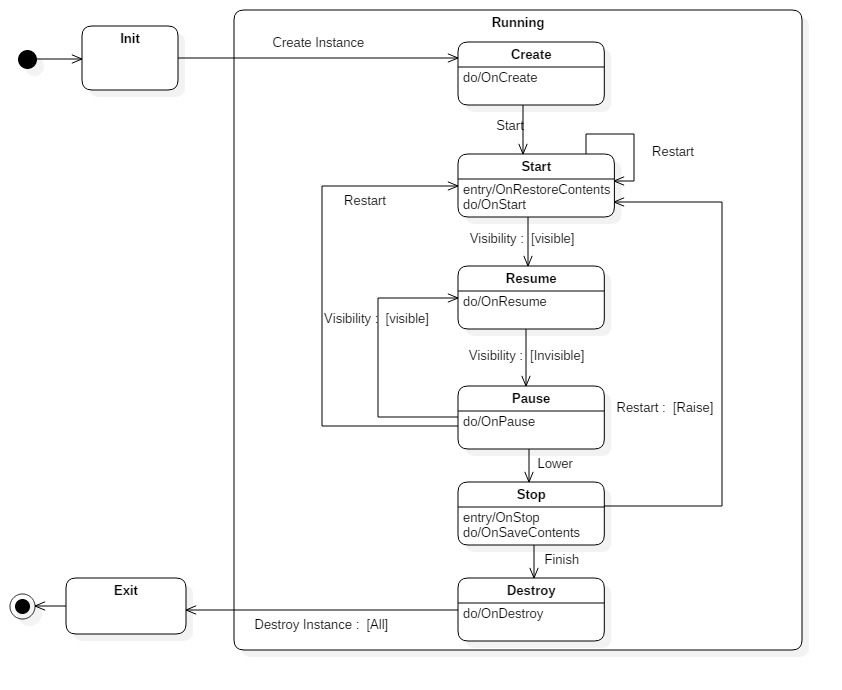 Running
Init
Create Instance
Create
do/OnCreate
Start
Restart
Start
entry/OnRestoreContents
do/OnStart
Restart
Visibility :  [visible]
Resume
do/OnResume
Visibility :  [visible]
Visibility :  [Invisible]
Pause
do/OnPause
Restart :  [Raise]
Lower
Stop
entry/OnStop
do/OnSaveContents
Finish
Exit
Destroy
do/OnDestroy
Destroy Instance :  [All]